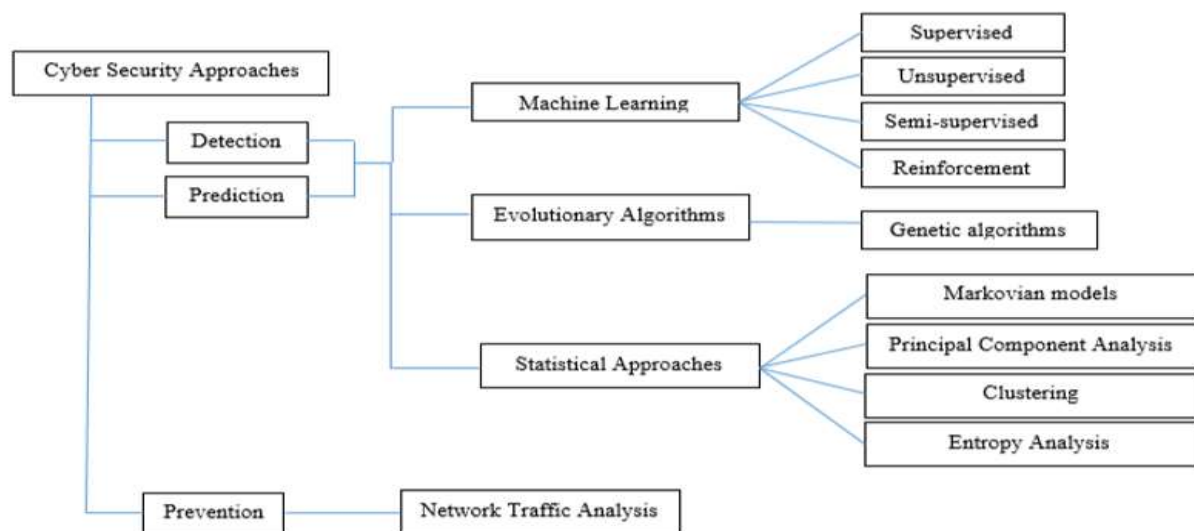 Cyber Security Approaches
Detection
Prediction
Prevention
Network Traffic Analysis
Machine Learning
Supervised
Unsupervised
Semi-supervised
Reinforcement
Evolutionary Algorithms
Genetic algorithms
Statistical Approaches
Markovian models
Principal Component Analysis
Clustering
Entropy Analysis